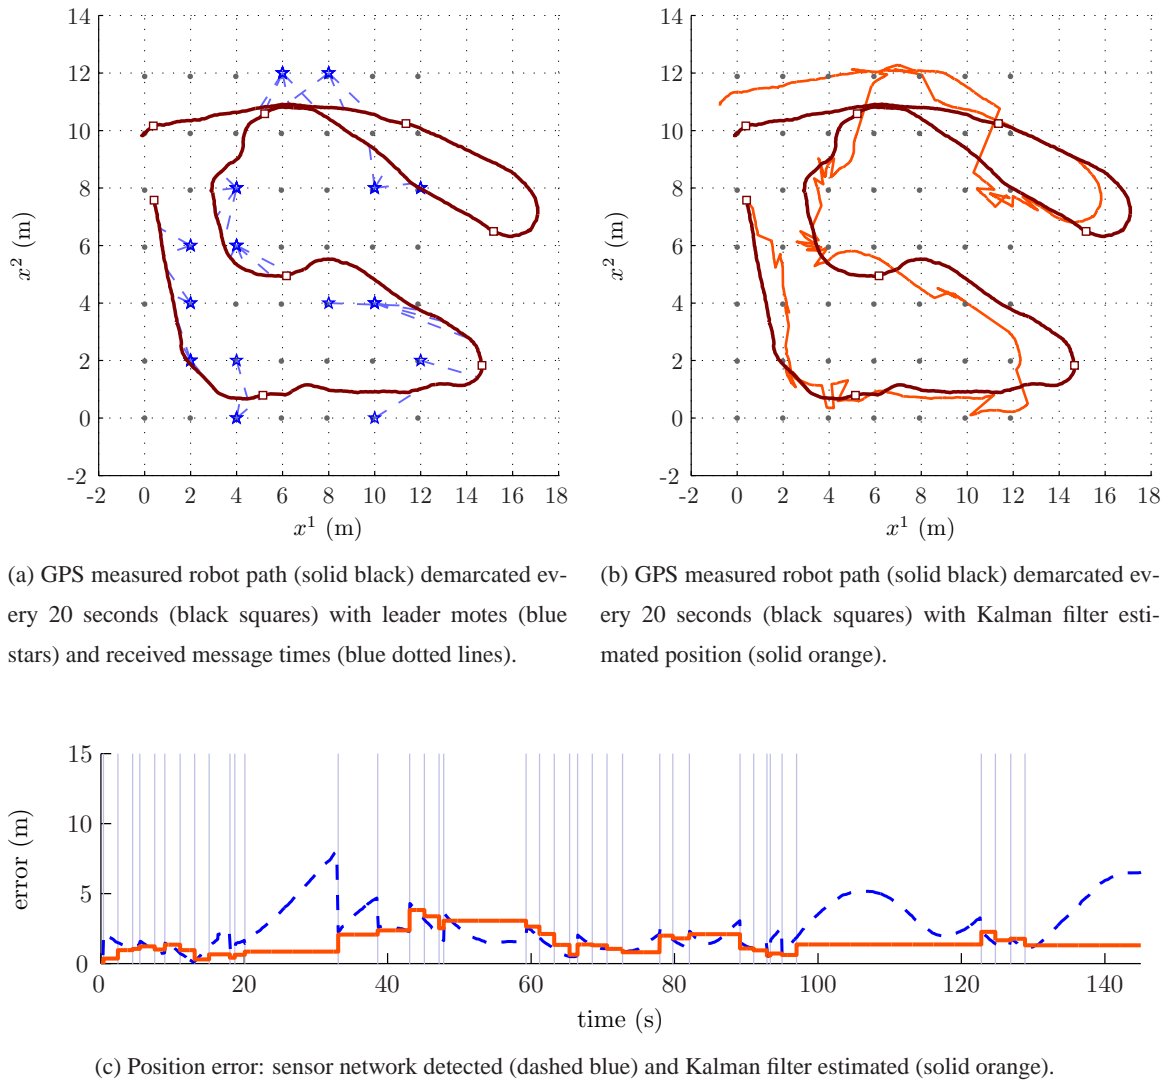 14
12
10
8
6
4
2
0
-2
-2 0 2 4 6 8 10 12 14 16 18
x² (m)
x¹ (m)
14
12
10
8
6
4
2
0
-2
-2 0 2 4 6 8 10 12 14 16 18
x² (m)
x¹ (m)
(a) GPS measured robot path (solid black) demarcated ev-
ery 20 seconds (black squares) with leader motes (blue
stars) and received message times (blue dotted lines).
(b) GPS measured robot path (solid black) demarcated ev-
ery 20 seconds (black squares) with Kalman filter esti-
mated position (solid orange).
15
10
5
0
error (m)
0 20 40 60 80 100 120 140
time (s)
(c) Position error: sensor network detected (dashed blue) and Kalman filter estimated (solid orange).